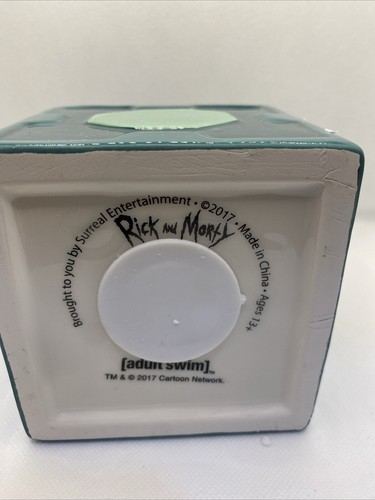 Brought to you by Surreal Entertainment • ©2017 • Made in China • Ages 13+
Rick and Morty
[adult swim]™
TM & © 2017 Cartoon Network.